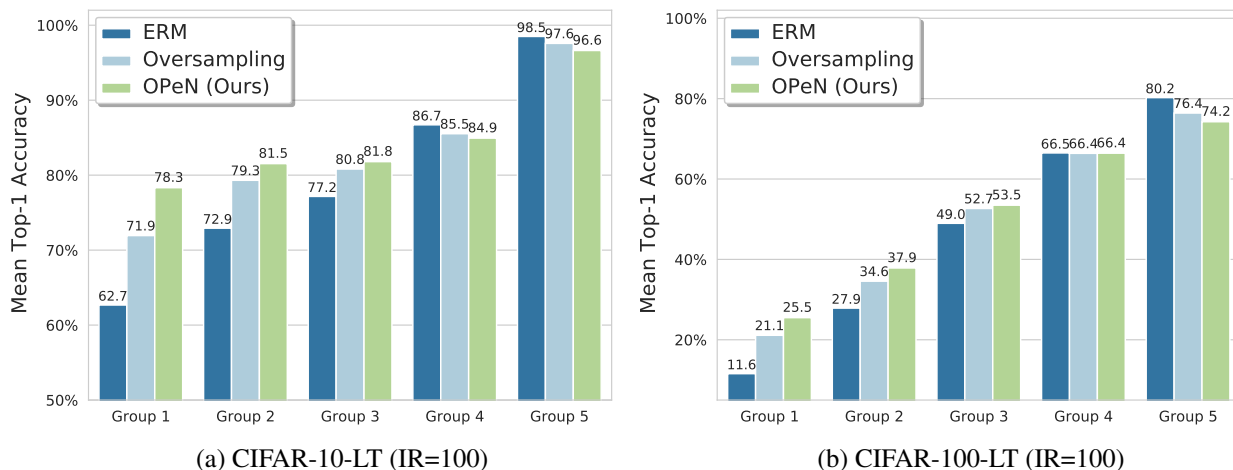 100%
90%
80%
70%
60%
50%
Mean Top-1 Accuracy
ERM
Oversampling
OPeN (Ours)
62.7
71.9
78.3
72.9
79.3
81.5
77.2
80.8
81.8
86.7
85.5
84.9
98.5
97.6
96.6
Group 1
Group 2
Group 3
Group 4
Group 5
(a) CIFAR-10-LT (IR=100)
100%
80%
60%
40%
20%
Mean Top-1 Accuracy
ERM
Oversampling
OPeN (Ours)
11.6
21.1
25.5
27.9
34.6
37.9
49.0
52.7
53.5
66.5
66.4
66.4
80.2
76.4
74.2
Group 1
Group 2
Group 3
Group 4
Group 5
(b) CIFAR-100-LT (IR=100)